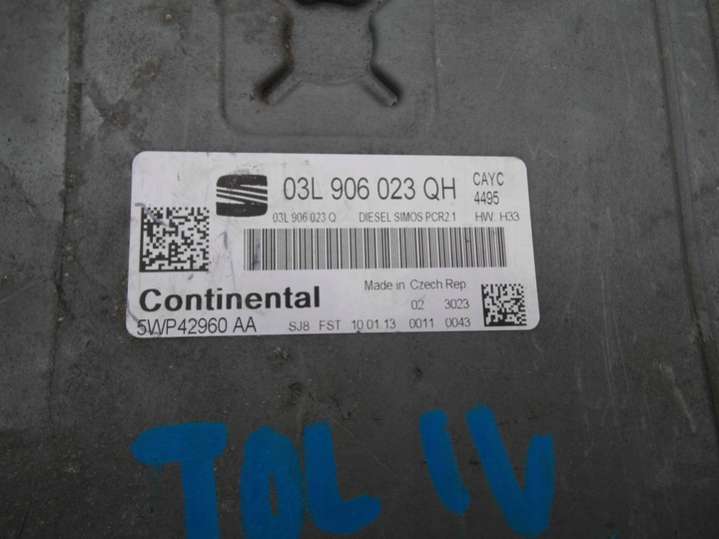 03L 906 023 QH CAYC
4495
03L 906 023 Q DIESEL SIMOS PCR2.1 HW. H33
Continental Made in Czech Rep
02 3023
5WP42960 AA SJ8 FST 10.01.13 0011 0043
TOL IV